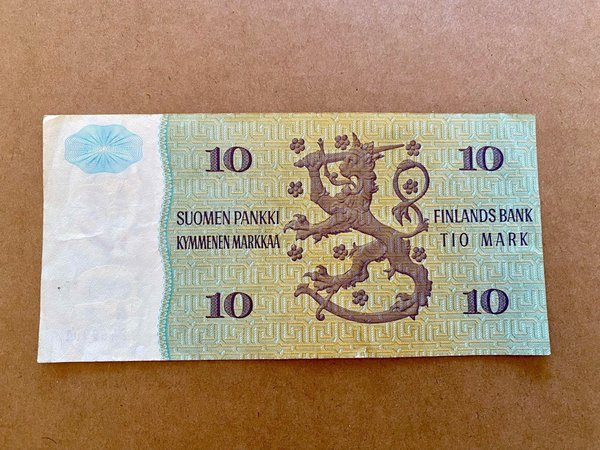 10 10
SUOMEN PANKKI
KYMMENEN MARKKAA
FINLANDS BANK
TIO MARK
10 10